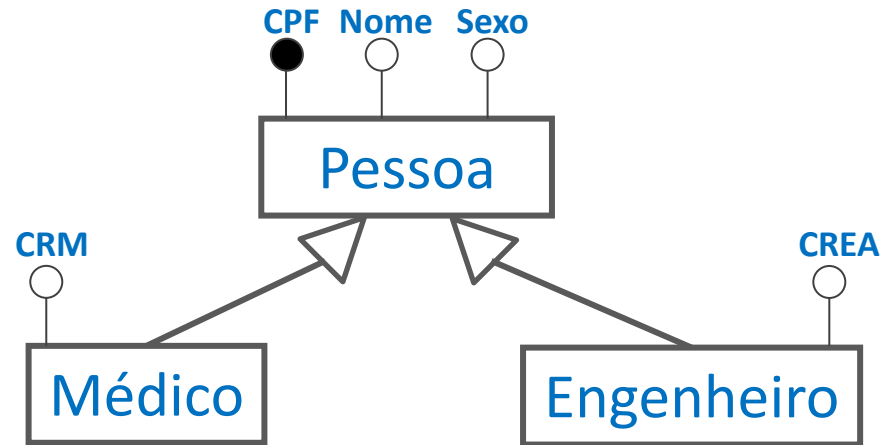 CPF Nome Sexo
Pessoa
CRM
CREA
Médico
Engenheiro